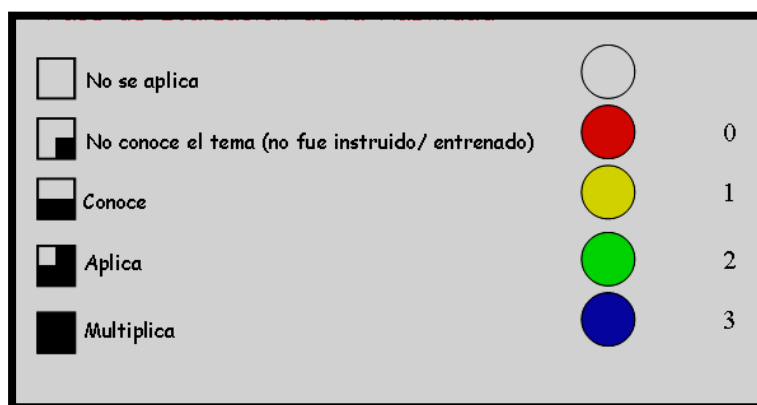 No se aplica
No conoce el tema (no fue instruido/ entrenado) 0
Conoce 1
Aplica 2
Multiplica 3